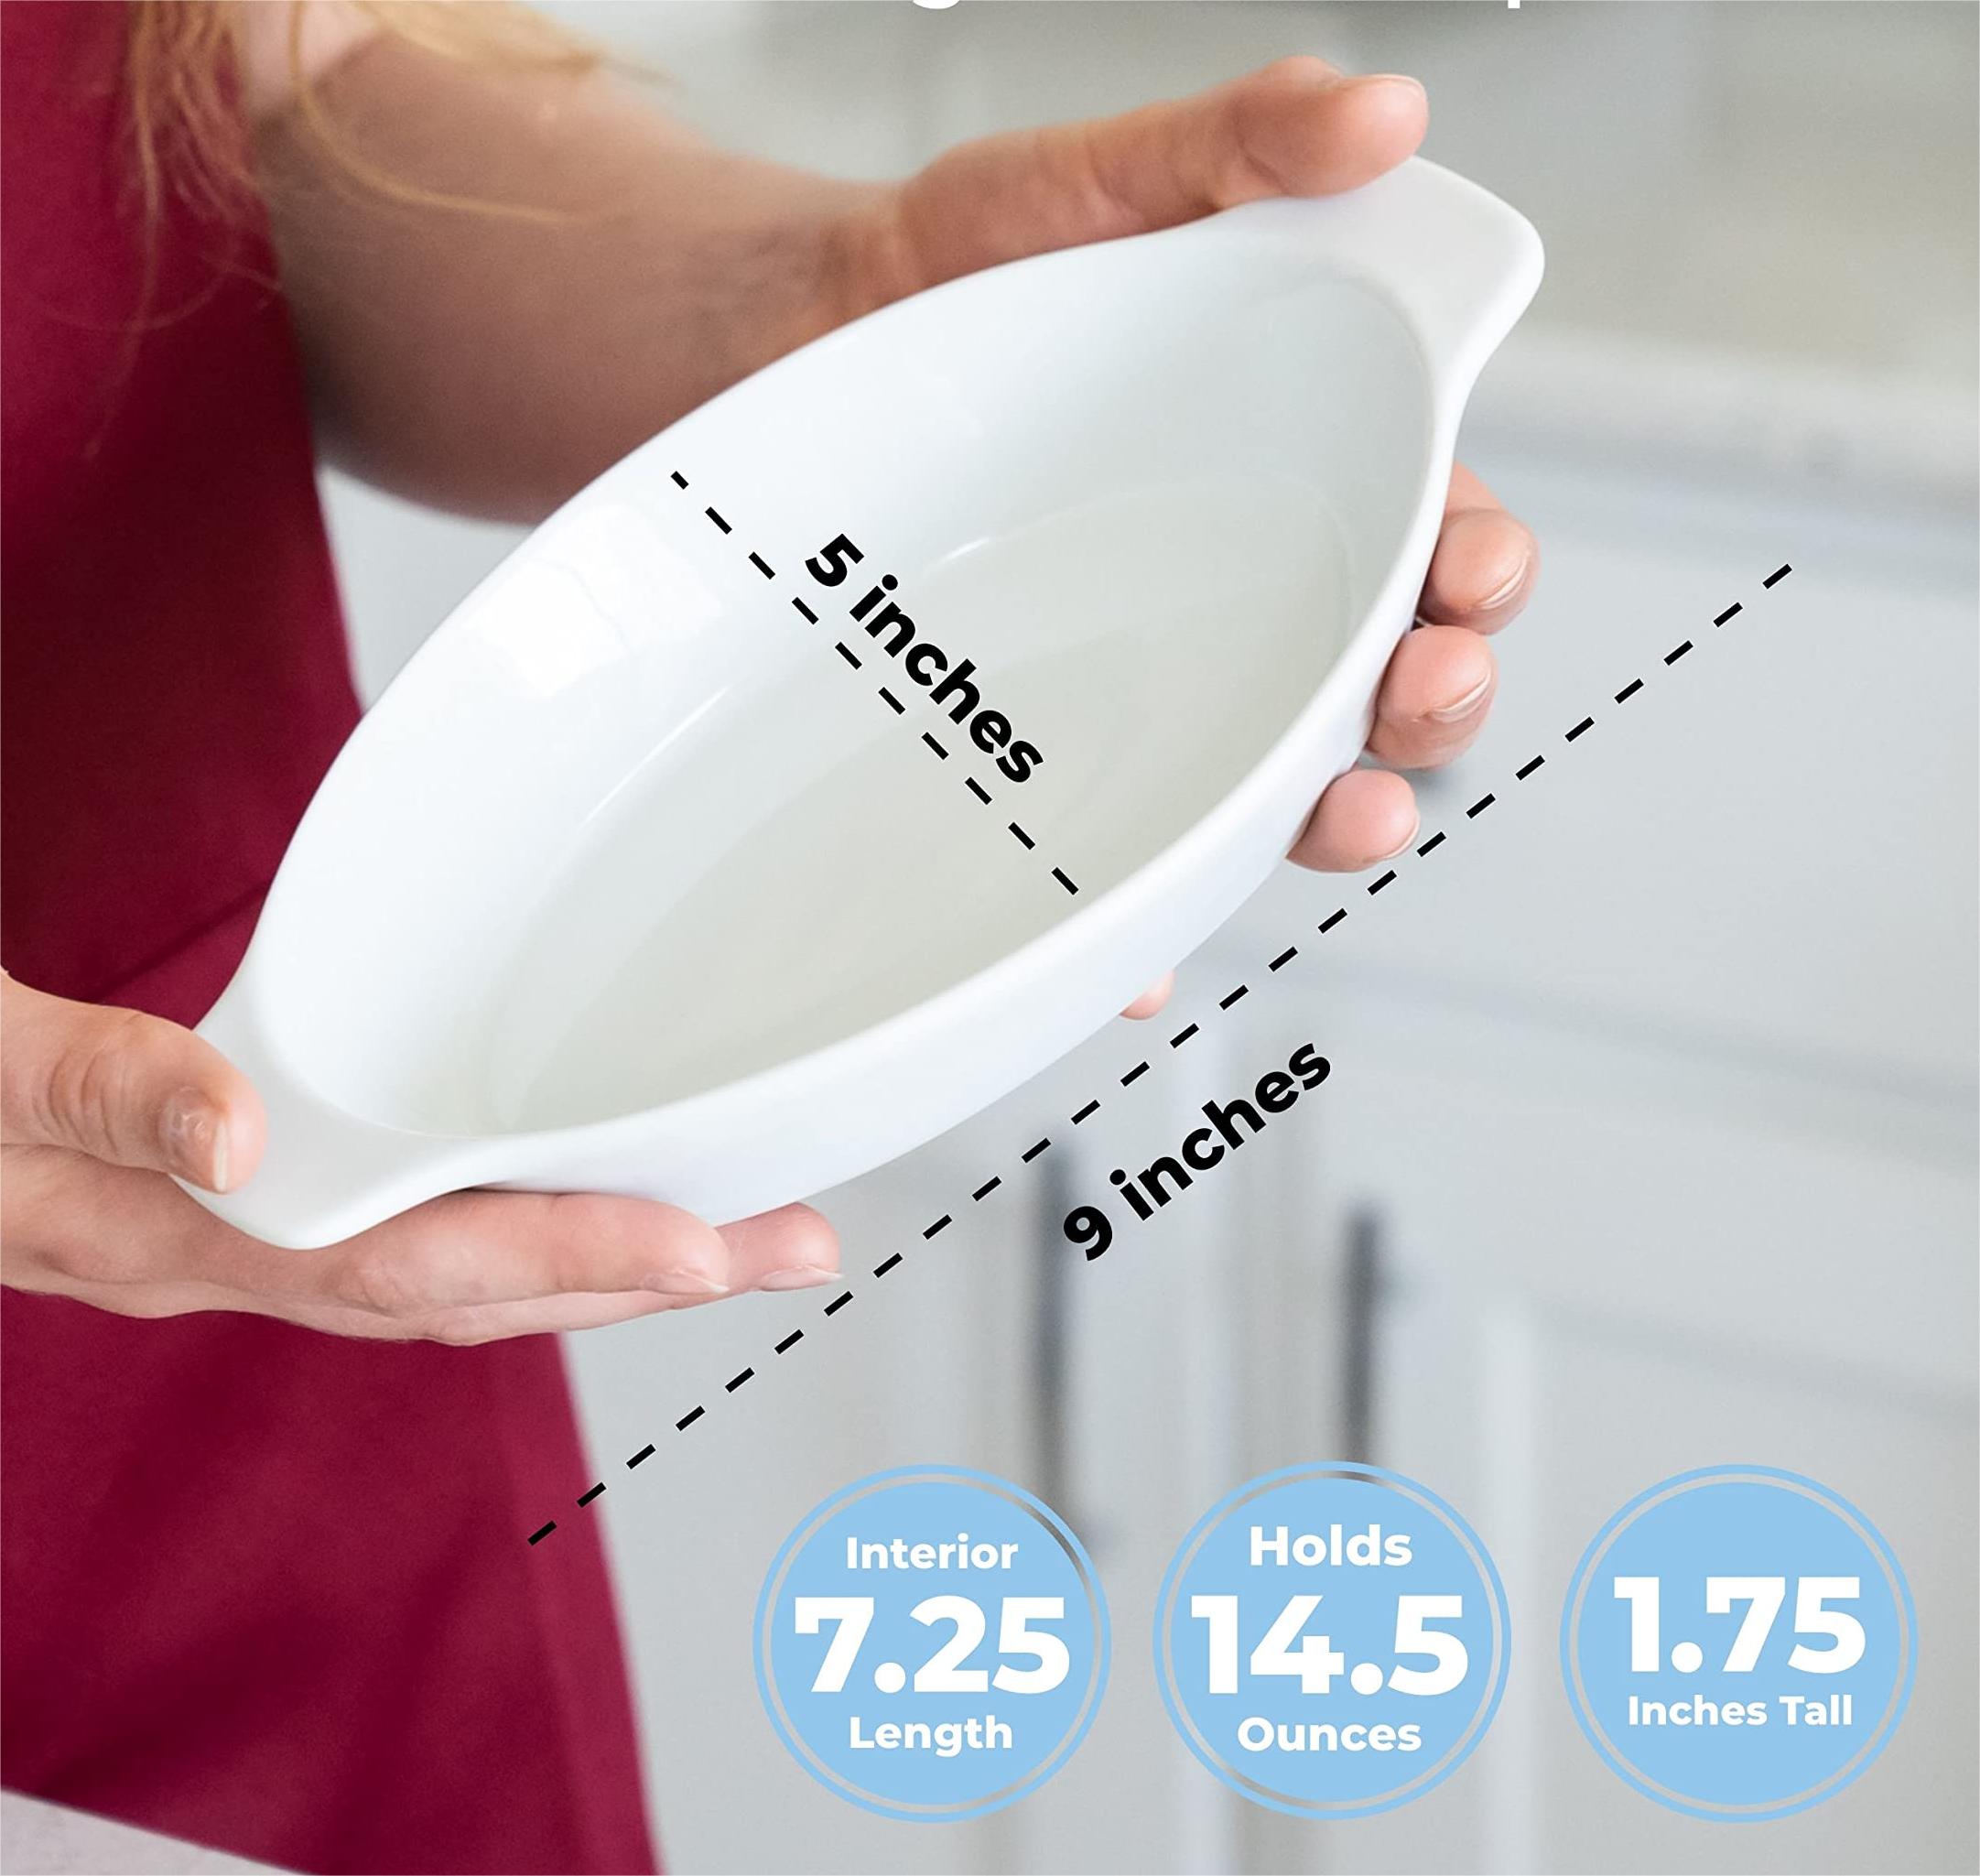 5 inches
9 inches
Interior
7.25
Length
Holds
14.5
Ounces
1.75
Inches Tall